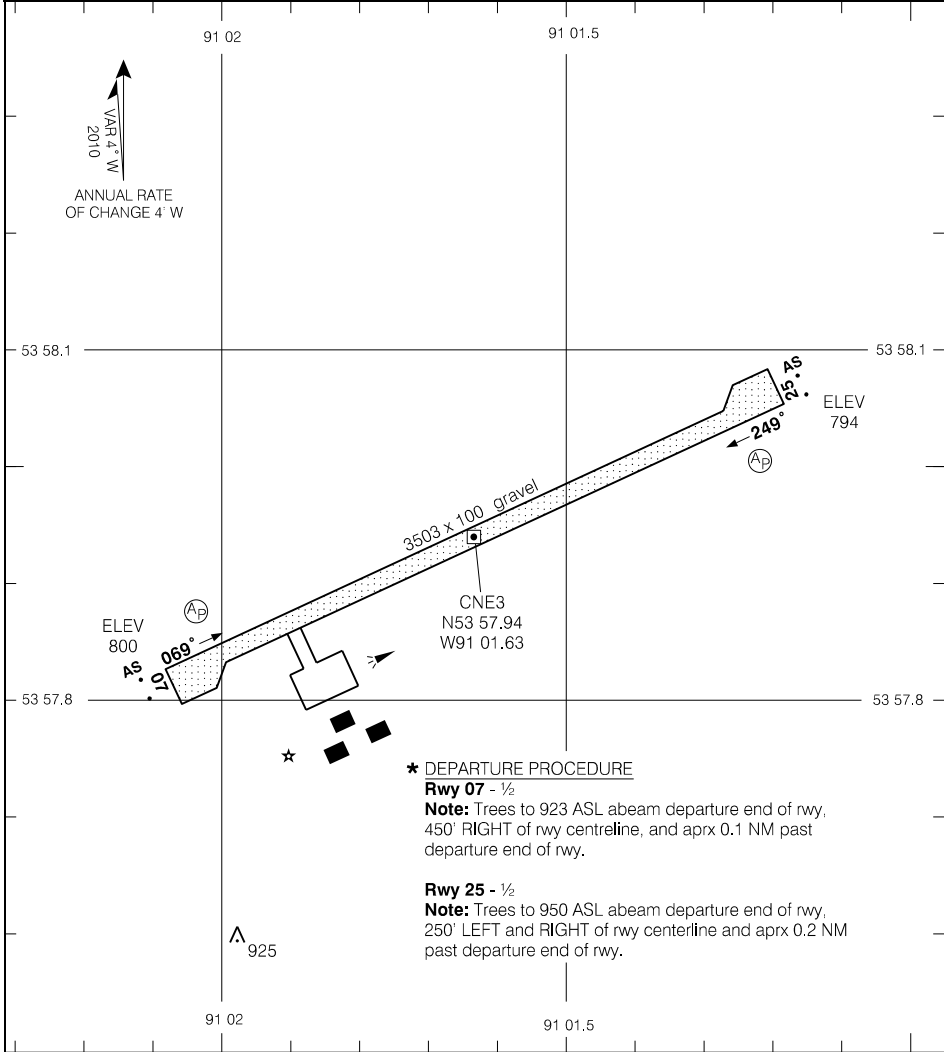 91 02
91 01.5
VAR 4° W
2010
ANNUAL RATE
OF CHANGE 4' W
53 58.1
53 58.1
AS
25
ELEV
794
249°
AP
3503 x 100 gravel
CNE3
N53 57.94
W91 01.63
AP
ELEV
800
069°
AS
07
53 57.8
53 57.8
* DEPARTURE PROCEDURE
Rwy 07 - ½
Note: Trees to 923 ASL abeam departure end of rwy,
450' RIGHT of rwy centreline, and aprx 0.1 NM past
departure end of rwy.
Rwy 25 - ½
Note: Trees to 950 ASL abeam departure end of rwy,
250' LEFT and RIGHT of rwy centerline and aprx 0.2 NM
past departure end of rwy.
925
91 02
91 01.5